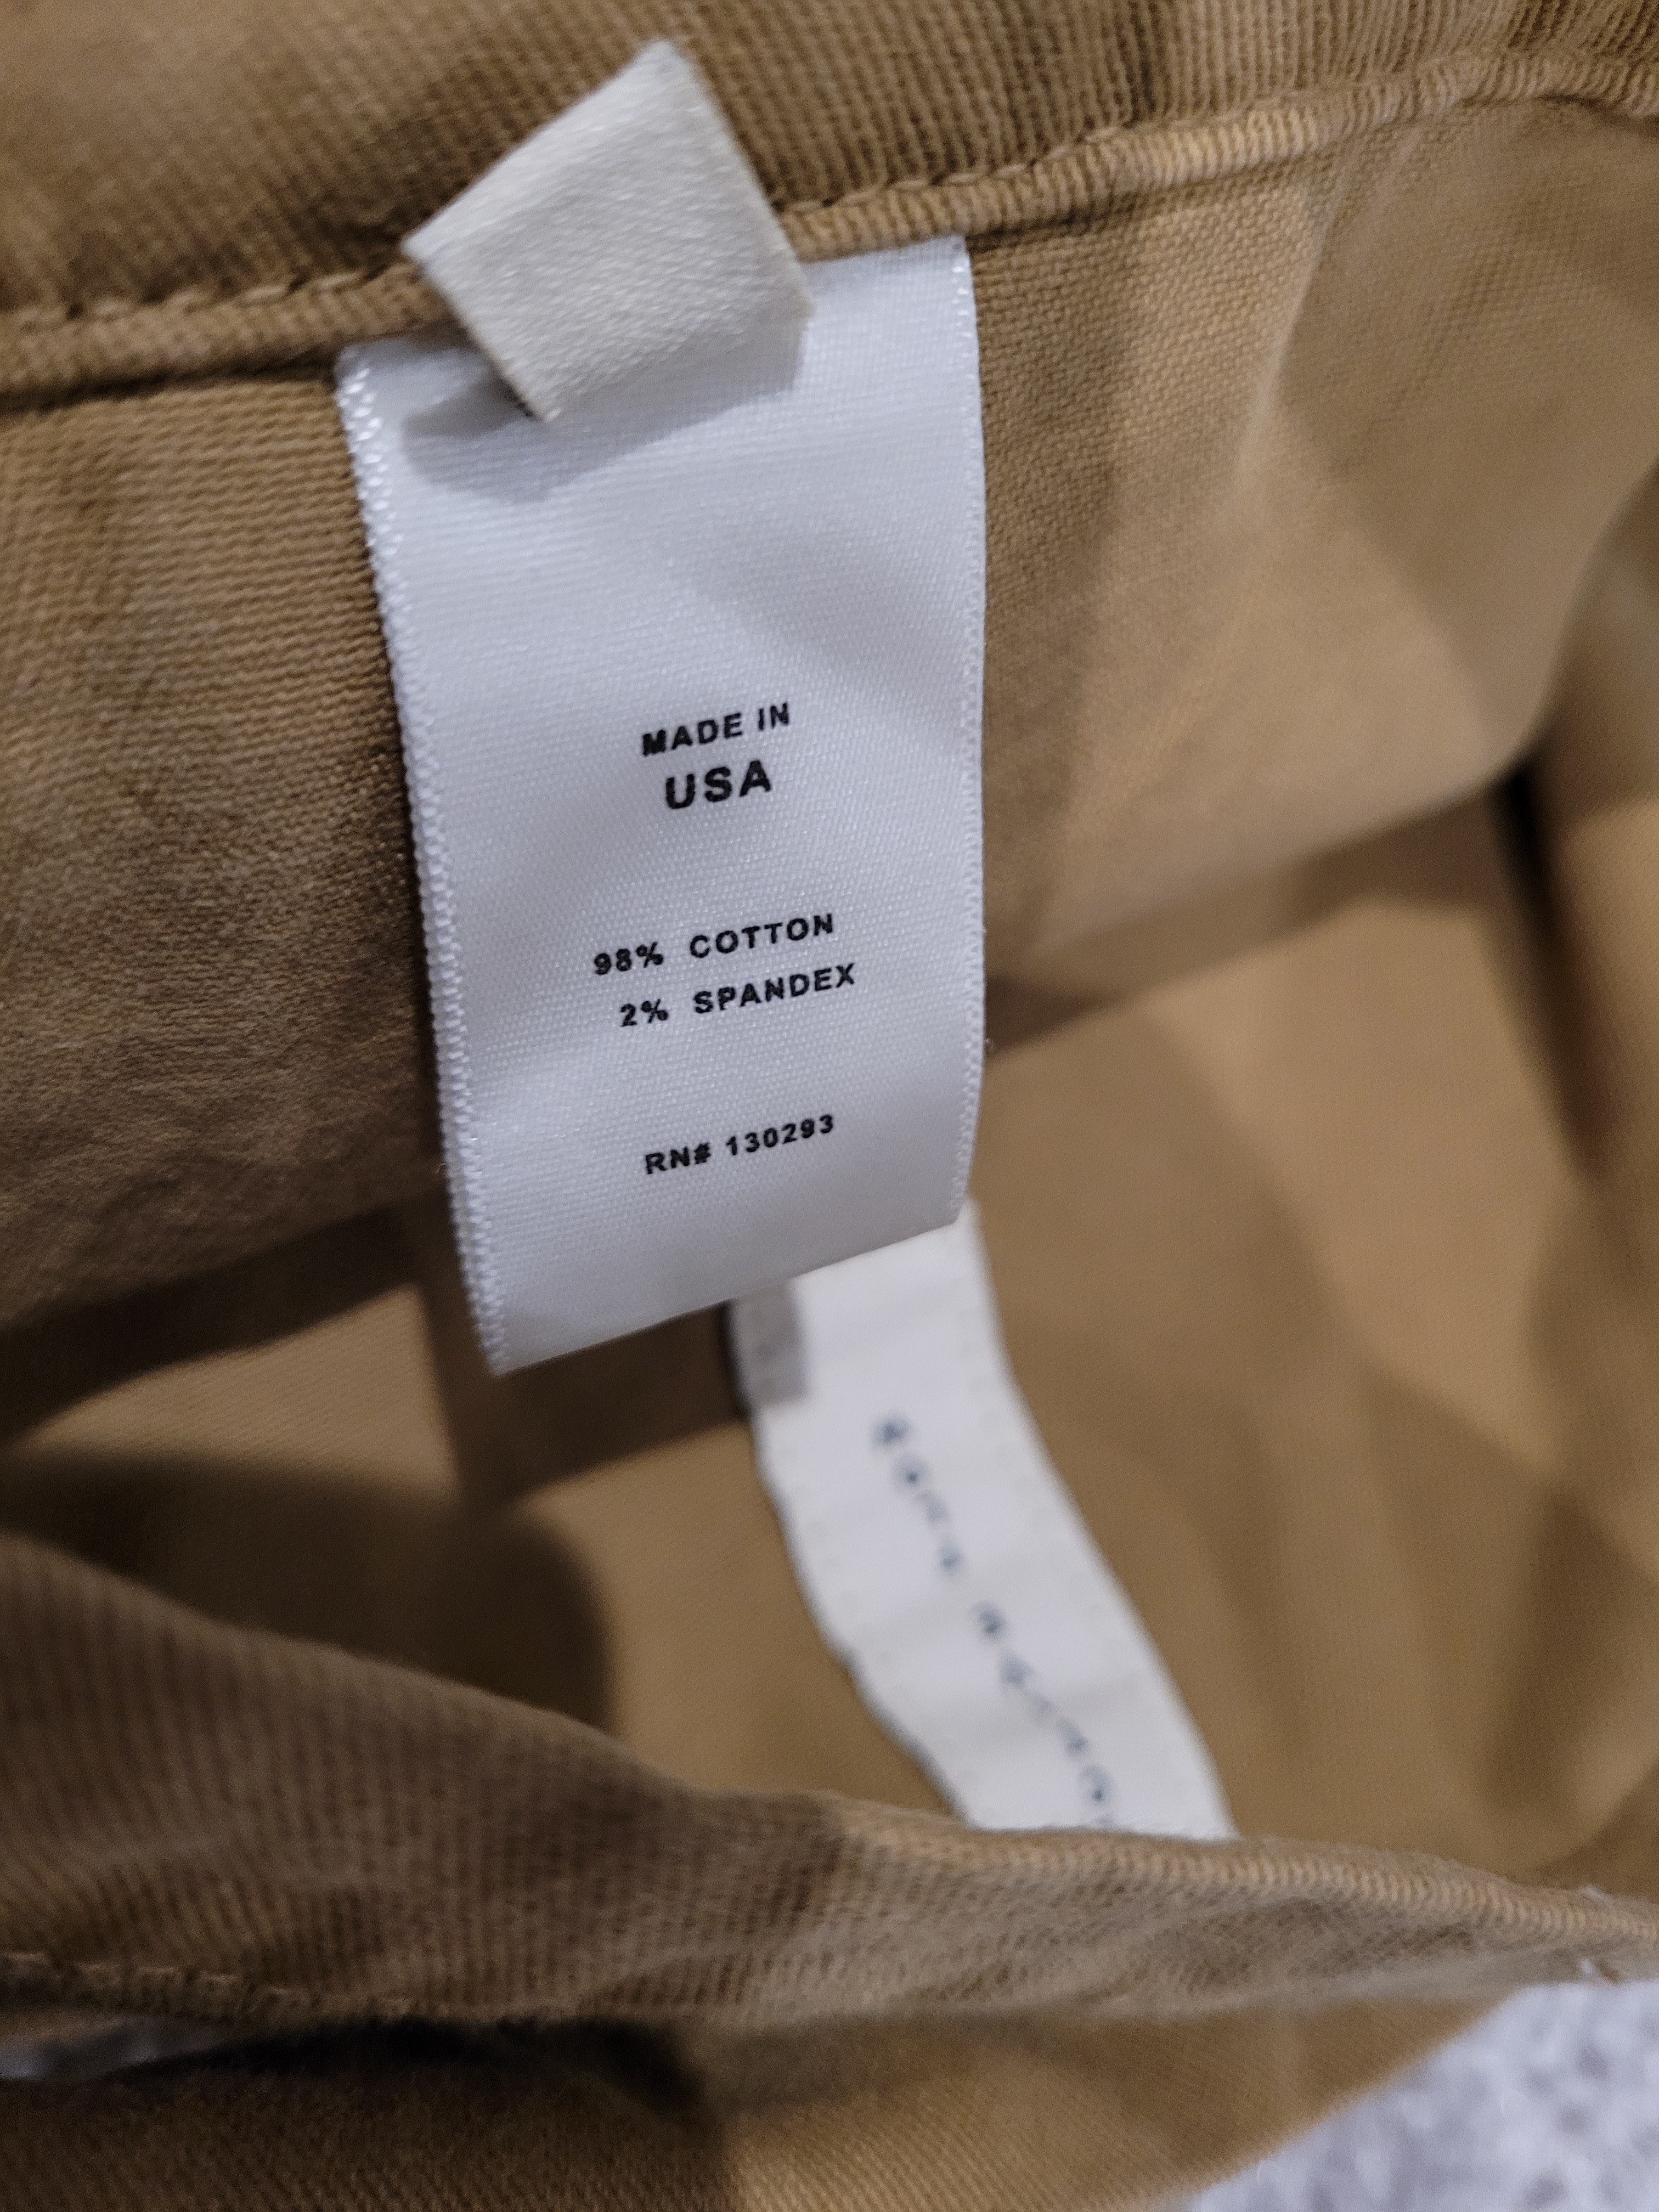 MADE IN
USA
98% COTTON
2% SPANDEX
RN# 130293